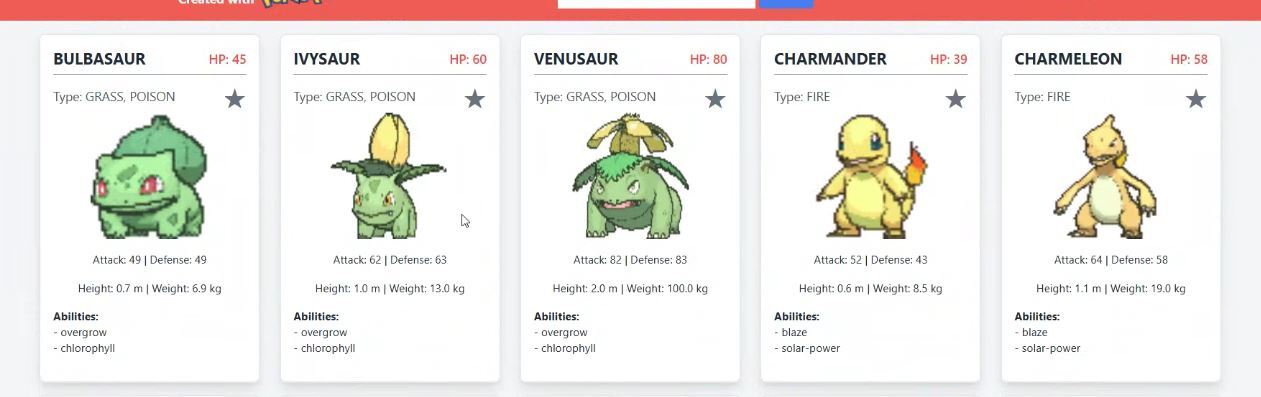 Created with
BULBASAUR HP: 45
Type: GRASS, POISON
Attack: 49 | Defense: 49
Height: 0.7 m | Weight: 6.9 kg
Abilities:
- overgrow
- chlorophyll
IVYSAUR HP: 60
Type: GRASS, POISON
Attack: 62 | Defense: 63
Height: 1.0 m | Weight: 13.0 kg
Abilities:
- overgrow
- chlorophyll
VENUSAUR HP: 80
Type: GRASS, POISON
Attack: 82 | Defense: 83
Height: 2.0 m | Weight: 100.0 kg
Abilities:
- overgrow
- chlorophyll
CHARMANDER HP: 39
Type: FIRE
Attack: 52 | Defense: 43
Height: 0.6 m | Weight: 8.5 kg
Abilities:
- blaze
- solar-power
CHARMELEON HP: 58
Type: FIRE
Attack: 64 | Defense: 58
Height: 1.1 m | Weight: 19.0 kg
Abilities:
- blaze
- solar-power